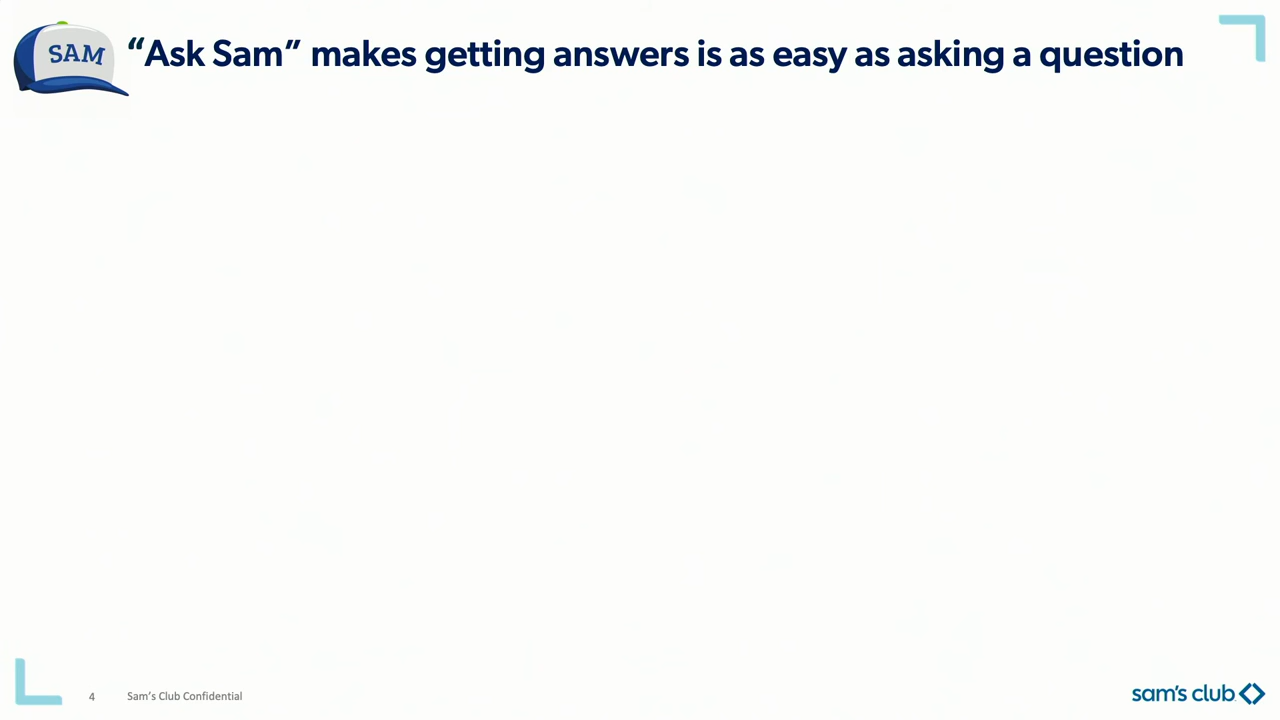 SAM
“Ask Sam” makes getting answers is as easy as asking a question
4 Sam’s Club Confidential
sam's club